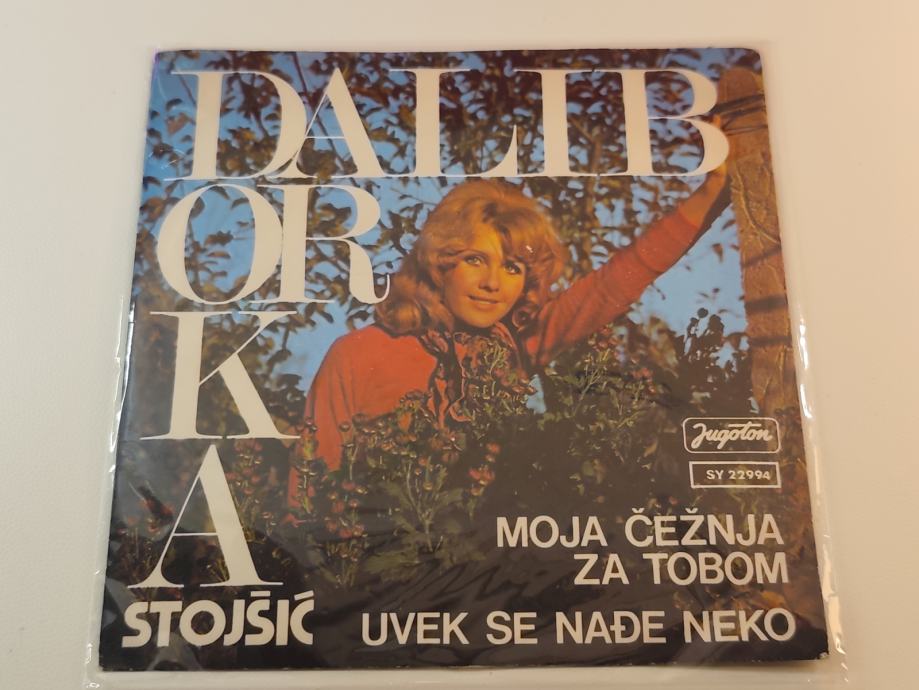 DALIB
OR
K
A
STOJŠIĆ
Jugoton
SY 22994
MOJA ČEŽNJA
ZA TOBOM
UVEK SE NAĐE NEKO